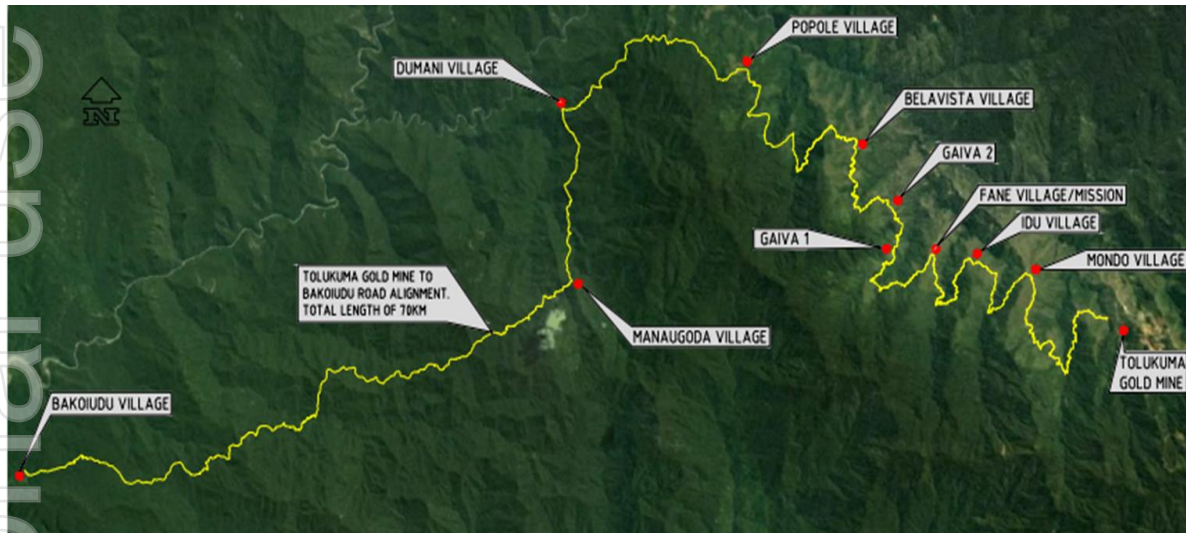 POPOLE VILLAGE
DUMANI VILLAGE
BELAVISTA VILLAGE
N
GAIVA 2
FANE VILLAGE/MISSION
IDU VILLAGE
GAIVA 1
MONDO VILLAGE
TOLUKUMA GOLD MINE TO
BAKOIUDU ROAD ALIGNMENT.
TOTAL LENGTH OF 70KM
MANAUGODA VILLAGE
TOLUKUMA
GOLD MINE
BAKOIUDU VILLAGE